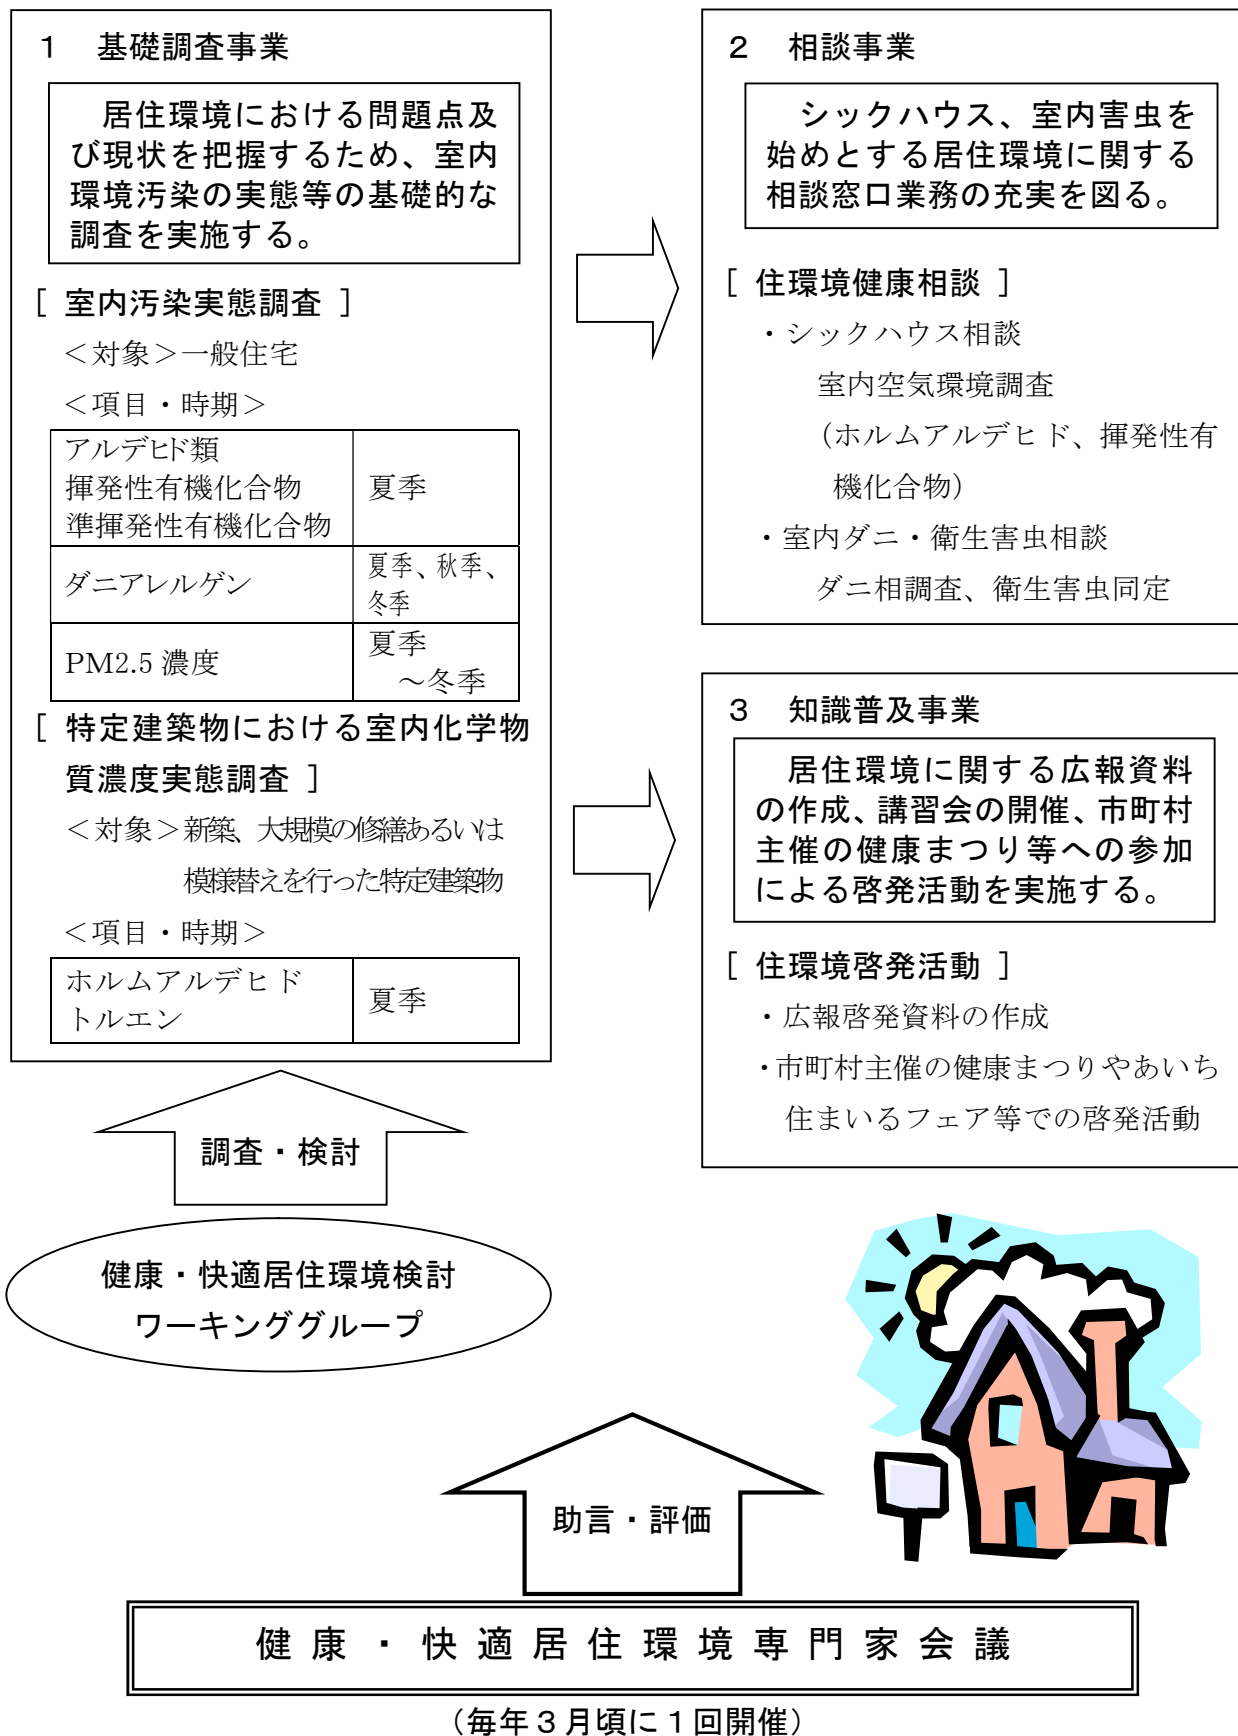 １　基礎調査事業
居住環境における問題点及
び現状を把握するため、室内
環境汚染の実態等の基礎的な
調査を実施する。
［ 室内汚染実態調査 ］
＜対象＞一般住宅
＜項目・時期＞
アルデヒド類
揮発性有機化合物
準揮発性有機化合物
夏季
ダニアレルゲン
夏季、秋季、
冬季
PM2.5 濃度
夏季
～冬季
［ 特定建築物における室内化学物
質濃度実態調査 ］
＜対象＞新築、大規模の修繕あるいは
模様替えを行った特定建築物
＜項目・時期＞
ホルムアルデヒド
トルエン
夏季
２　相談事業
シックハウス、室内害虫を
始めとする居住環境に関する
相談窓口業務の充実を図る。
［ 住環境健康相談 ］
・シックハウス相談
室内空気環境調査
（ホルムアルデヒド、揮発性有
機化合物）
・室内ダニ・衛生害虫相談
ダニ相調査、衛生害虫同定
３　知識普及事業
居住環境に関する広報資料
の作成、講習会の開催、市町村
主催の健康まつり等への参加
による啓発活動を実施する。
［ 住環境啓発活動 ］
・広報啓発資料の作成
・市町村主催の健康まつりやあいち
住まいるフェア等での啓発活動
調査・検討
健康・快適居住環境検討
ワーキンググループ
助言・評価
健康・快適居住環境専門家会議
（毎年３月頃に１回開催）